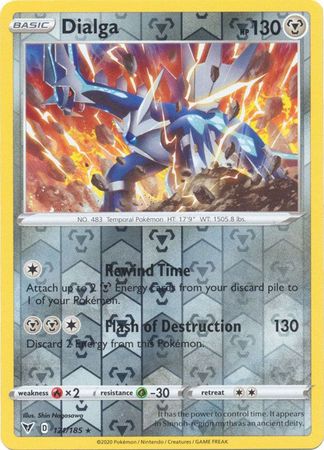 BASIC
Dialga
HP 130
NO. 483 Temporal Pokémon HT: 17'9" WT: 1505.8 lbs.
Rewind Time
Attach up to 2 Energy cards from your discard pile to
1 of your Pokémon.
Flash of Destruction 130
Discard 2 Energy from this Pokémon.
weakness ×2 resistance -30 retreat
Illus. Shin Nagasawa
D 121/185 ★
It has the power to control time. It appears
in Sinnoh-region myths as an ancient deity.
©2020 Pokémon / Nintendo / Creatures / GAME FREAK